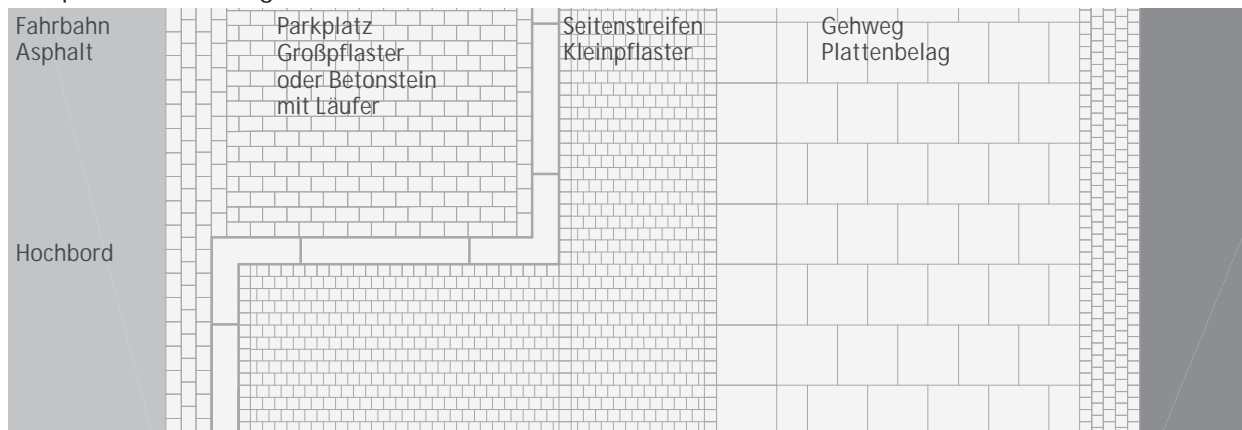 Fahrbahn
Asphalt
Parkplatz
Großpflaster
oder Betonstein
mit Läufer
Seitenstreifen
Kleinpflaster
Gehweg
Plattenbelag
Hochbord